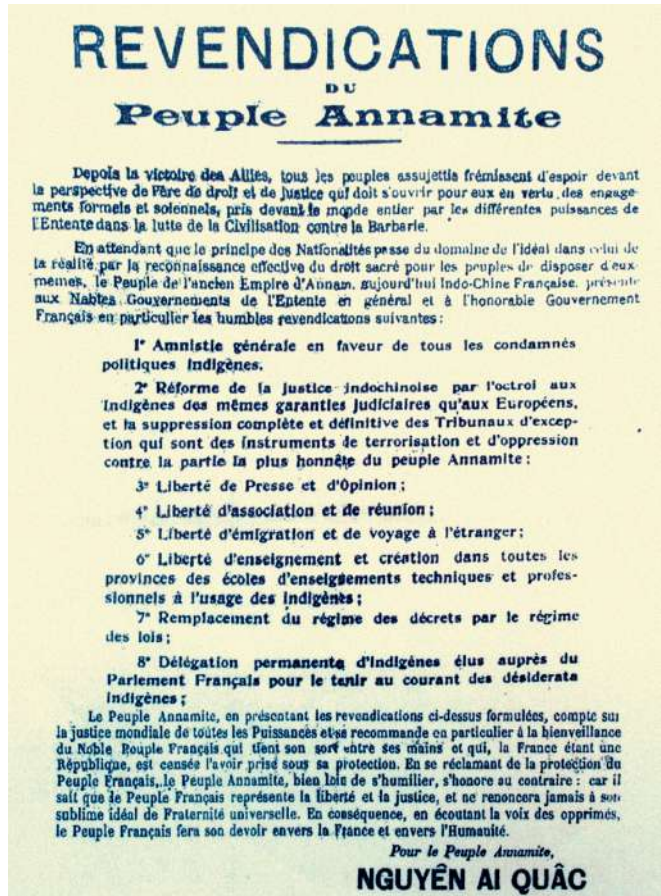 REVENDICATIONS
DU
Peuple Annamite
Depuis la victoire des Alliés, tous les peuples assujettis frémissent d'espoir devant
la perspective de l'ère de droit et de justice qui doit s'ouvrir pour eux en vertu des engage-
ments formels et solennels, pris devant le monde entier par les différentes puissances de
l'Entente dans la lutte de la Civilisation contre la Barbarie.
En attendant que le principe des Nationalités passe du domaine de l'idéal dans celui de
la réalité par la reconnaissance effective du droit sacré pour les peuples de disposer d'eux
mêmes, le Peuple de l'ancien Empire d'Annam, aujourd'hui Indo-Chine Française, présente
aux Nobles Gouvernements de l'Entente en général et à l'honorable Gouvernement
Français en particulier les humbles revendications suivantes :
1° Amnistie générale en faveur de tous les condamnés
politiques indigènes.
2° Réforme de la justice indochinoise par l'octroi aux
Indigènes des mêmes garanties judiciaires qu'aux Européens,
et la suppression complète et définitive des Tribunaux d'excep-
tion qui sont des instruments de terrorisation et d'oppression
contre la partie la plus honnête du peuple Annamite ;
3° Liberté de Presse et d'Opinion ;
4° Liberté d'association et de réunion ;
5° Liberté d'émigration et de voyage à l'étranger ;
6° Liberté d'enseignement et création dans toutes les
provinces des écoles d'enseignements techniques et profes-
sionnels à l'usage des indigènes ;
7° Remplacement du régime des décrets par le régime
des lois ;
8° Délégation permanente d'indigènes élus auprès du
Parlement Français pour le tenir au courant des désiderata
indigènes ;
Le Peuple Annamite, en présentant les revendications ci-dessus formulées, compte sur
la justice mondiale de toutes les Puissances et se recommande en particulier à la bienveillance
du Noble Peuple Français qui tient son sort entre ses mains et qui, la France étant une
République, est censée l'avoir pris sous sa protection. En se réclamant de la protection du
Peuple Français, le Peuple Annamite, bien loin de s'humilier, s'honore au contraire : car il
sait que le Peuple Français représente la liberté et la justice, et ne renoncera jamais à son
sublime idéal de Fraternité universelle. En conséquence, en écoutant la voix des opprimés,
le Peuple Français fera son devoir envers la France et envers l'Humanité.
Pour le Peuple Annamite,
NGUYỄN AI QUÂC